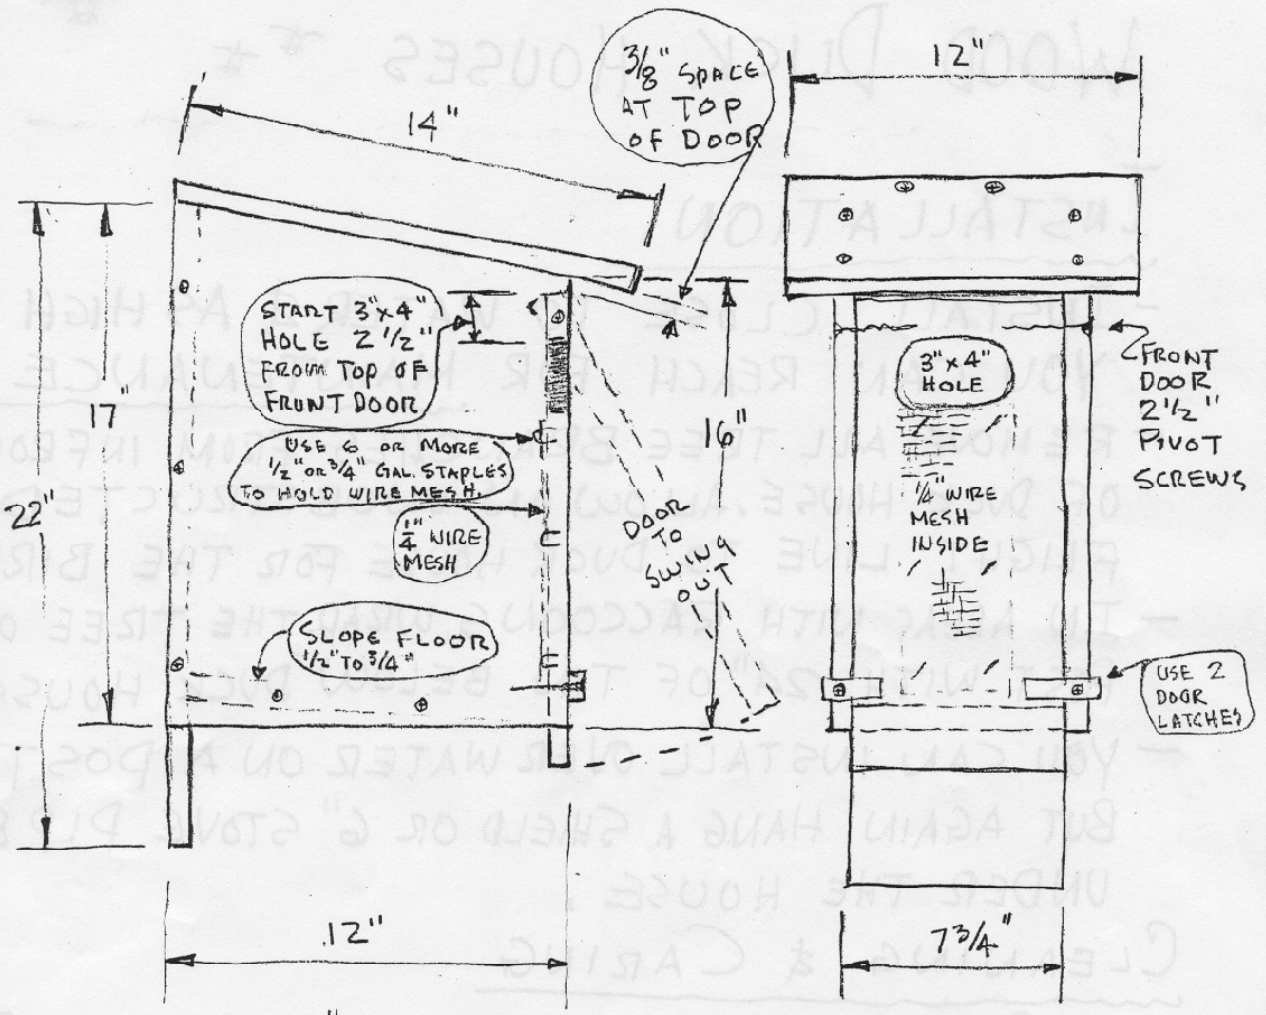 12"
3/8" SPACE
AT TOP
OF DOOR
14"
START 3"x4"
HOLE 2 1/2"
FROM TOP OF
FRONT DOOR
3"x4"
HOLE
FRONT
DOOR
2 1/2"
PIVOT
SCREWS
17"
16"
USE 6 OR MORE
1/2" OR 3/4" GAL. STAPLES
TO HOLD WIRE MESH.
22"
1/4" WIRE
MESH
DOOR
TO
SWING
OUT
1/4" WIRE
MESH
INSIDE
SLOPE FLOOR
1/2" TO 3/4"
USE 2
DOOR
LATCHES
12"
7 3/4"